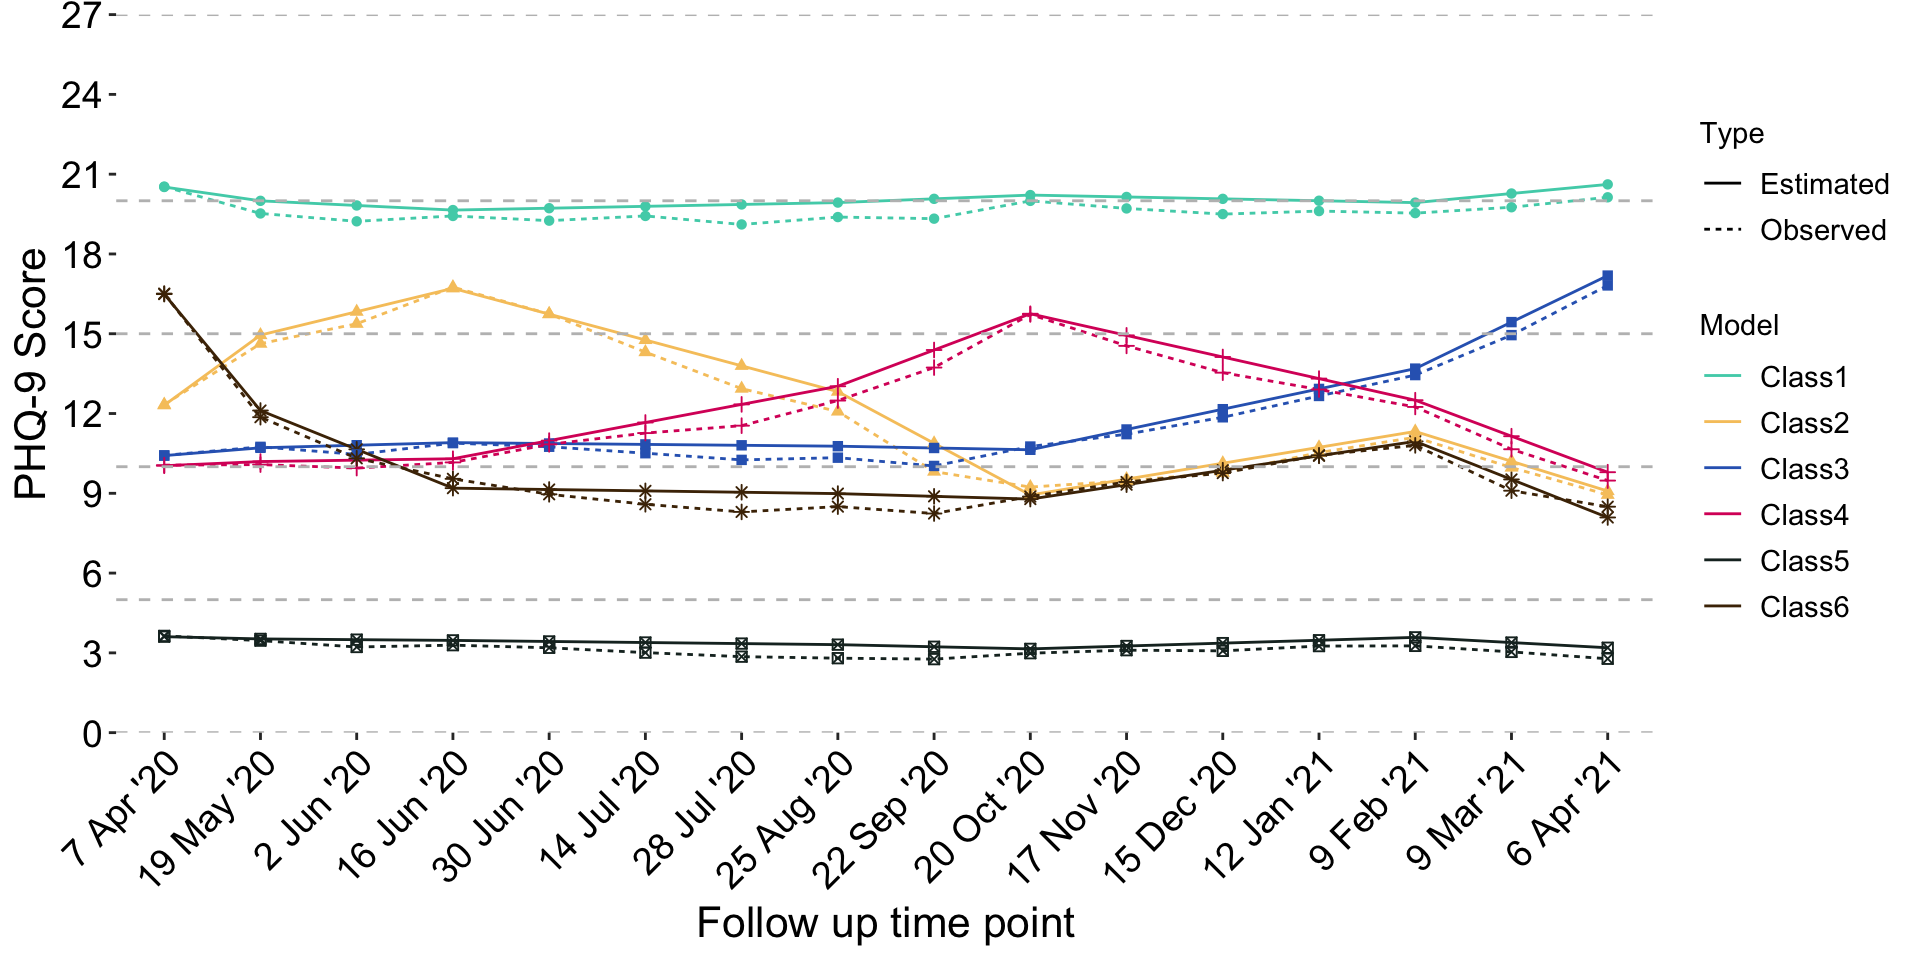 PHQ-9 Score
27
24
21
18
15
12
9
6
3
0
7 Apr '20
19 May '20
2 Jun '20
16 Jun '20
30 Jun '20
14 Jul '20
28 Jul '20
25 Aug '20
22 Sep '20
20 Oct '20
17 Nov '20
15 Dec '20
12 Jan '21
9 Feb '21
9 Mar '21
6 Apr '21
Follow up time point
Type
Estimated
Observed
Model
Class1
Class2
Class3
Class4
Class5
Class6